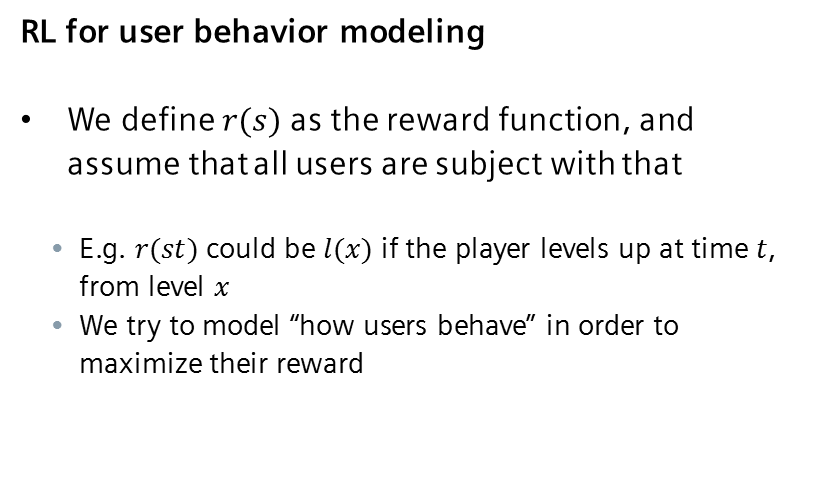 RL for user behavior modeling
• We define r(s) as the reward function, and
assume that all users are subject with that
• E.g. r(st) could be l(x) if the player levels up at time t,
from level x
• We try to model “how users behave” in order to
maximize their reward